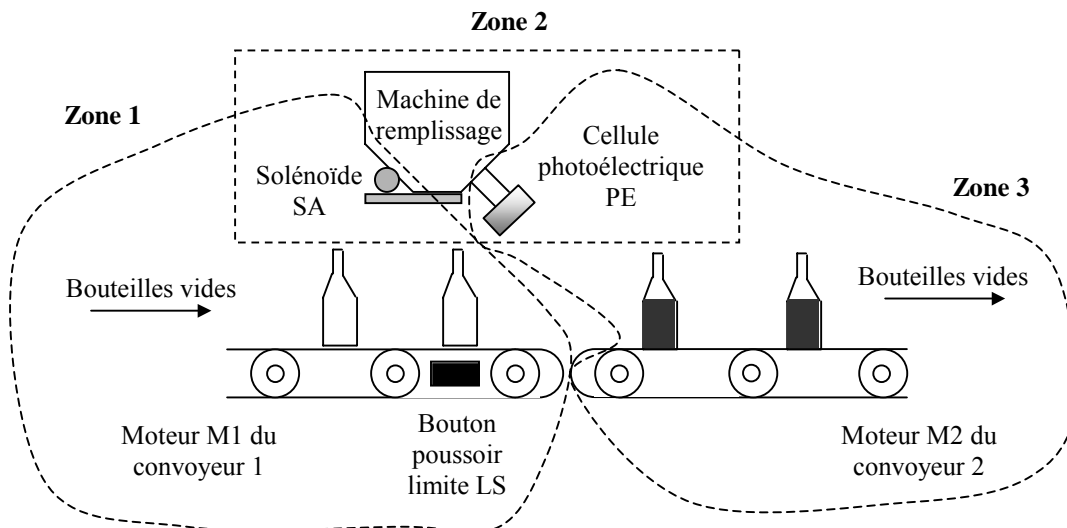 Zone 2
Zone 1
Machine de
remplissage
Cellule
photoélectrique
PE
Solénoïde
SA
Zone 3
Bouteilles vides
Bouteilles vides
Moteur M1 du
convoyeur 1
Bouton
poussoir
limite LS
Moteur M2 du
convoyeur 2